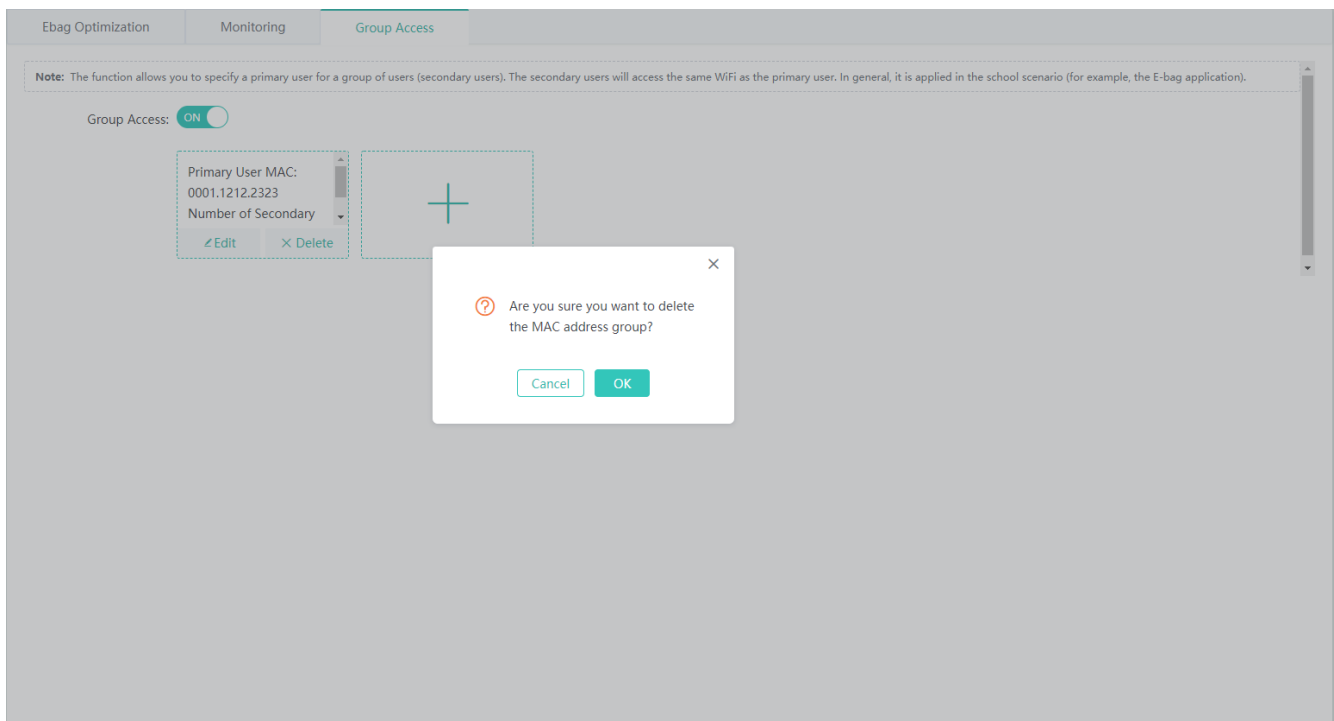 Ebag Optimization
Monitoring
Group Access
Note: The function allows you to specify a primary user for a group of users (secondary users). The secondary users will access the same WiFi as the primary user. In general, it is applied in the school scenario (for example, the E-bag application).
Group Access: ON
Primary User MAC:
0001.1212.2323
Number of Secondary
Edit
Delete
Are you sure you want to delete
the MAC address group?
Cancel
OK